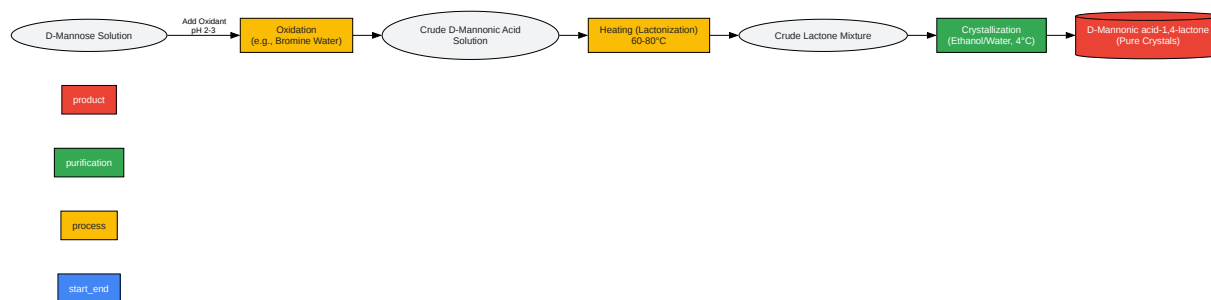 D-Mannose Solution
Add Oxidant
pH 2-3
Oxidation
(e.g., Bromine Water)
Crude D-Mannonic Acid
Solution
Heating (Lactonization)
60-80°C
Crude Lactone Mixture
Crystallization
(Ethanol/Water, 4°C)
D-Mannonic acid-1,4-lactone
(Pure Crystals)
product
purification
process
start_end